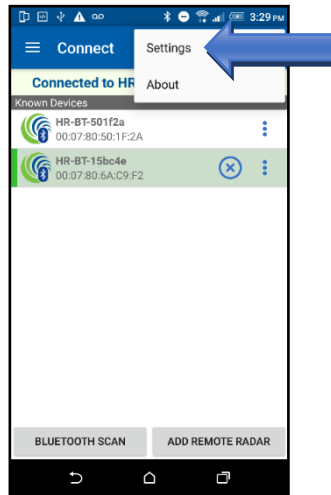 3:29 PM
Connect
Settings
About
Connected to HR
Known Devices
HR-BT-501f2a
00:07:80:50:1F:2A
HR-BT-15bc4e
00:07:80:6A:C9:F2
BLUETOOTH SCAN
ADD REMOTE RADAR